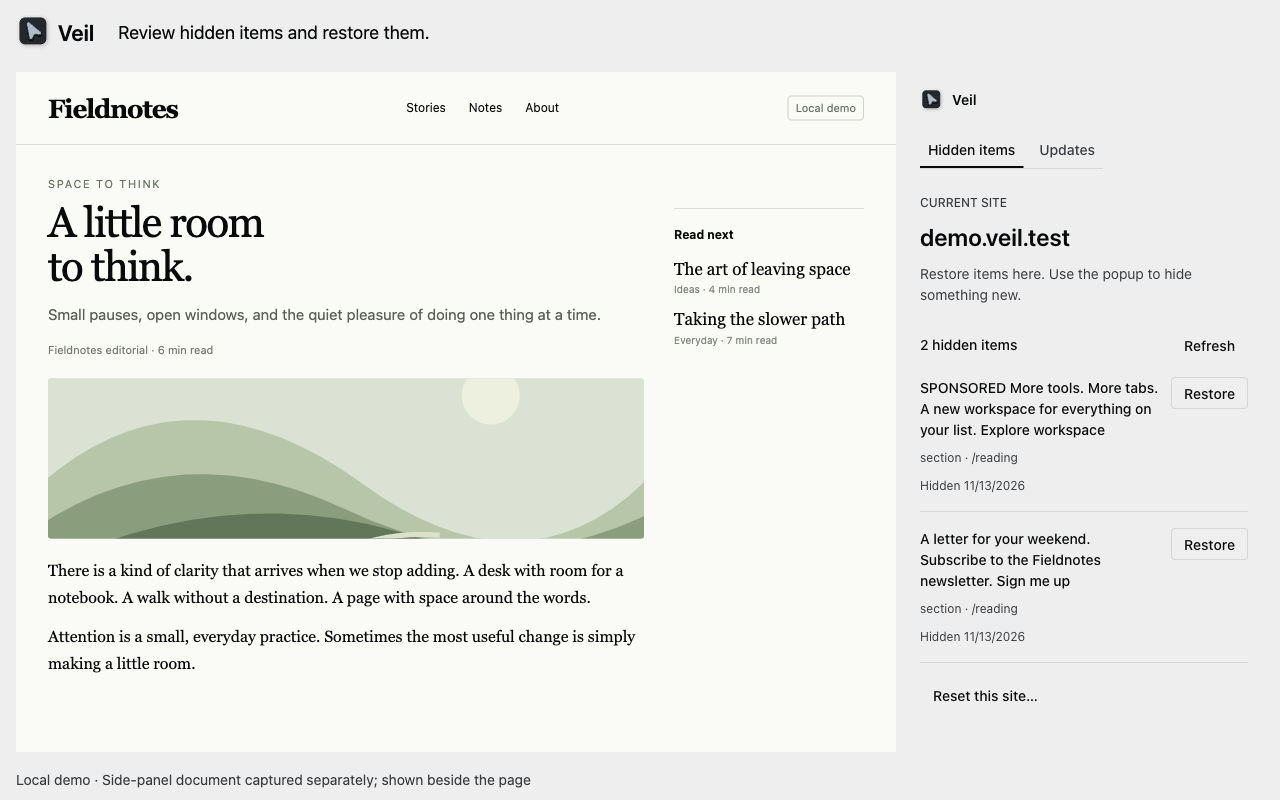 Veil
Review hidden items and restore them.
Fieldnotes
Stories
Notes
About
Local demo
SPACE TO THINK
A little room
to think.
Small pauses, open windows, and the quiet pleasure of doing one thing at a time.
Fieldnotes editorial · 6 min read
There is a kind of clarity that arrives when we stop adding. A desk with room for a
notebook. A walk without a destination. A page with space around the words.
Attention is a small, everyday practice. Sometimes the most useful change is simply
making a little room.
Read next
The art of leaving space
Ideas · 4 min read
Taking the slower path
Everyday · 7 min read
Veil
Hidden items
Updates
CURRENT SITE
demo.veil.test
Restore items here. Use the popup to hide
something new.
2 hidden items
Refresh
SPONSORED More tools. More tabs.
A new workspace for everything on
your list. Explore workspace
Restore
section · /reading
Hidden 11/13/2026
A letter for your weekend.
Subscribe to the Fieldnotes
newsletter. Sign me up
Restore
section · /reading
Hidden 11/13/2026
Reset this site...
Local demo · Side-panel document captured separately; shown beside the page